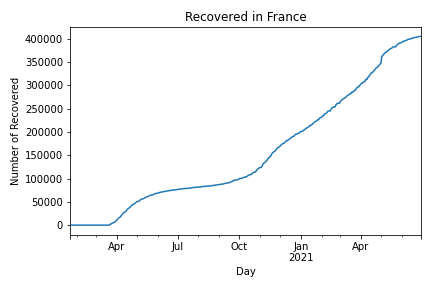 Recovered in France
400000
350000
300000
250000
200000
150000
100000
50000
0
Number of Recovered
Apr
Jul
Oct
Jan
2021
Apr
Day